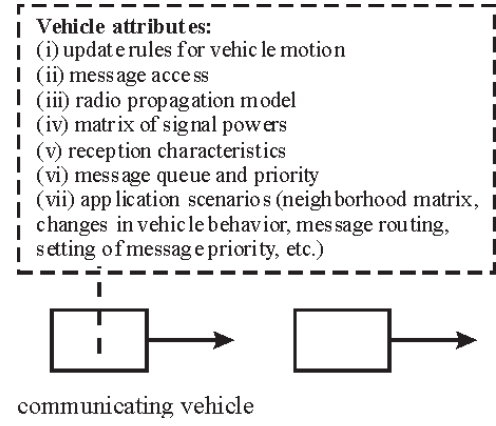 Vehicle attributes:
(i) update rules for vehicle motion
(ii) message access
(iii) radio propagation model
(iv) matrix of signal powers
(v) reception characteristics
(vi) message queue and priority
(vii) application scenarios (neighborhood matrix,
changes in vehicle behavior, message routing,
setting of message priority, etc.)
communicating vehicle